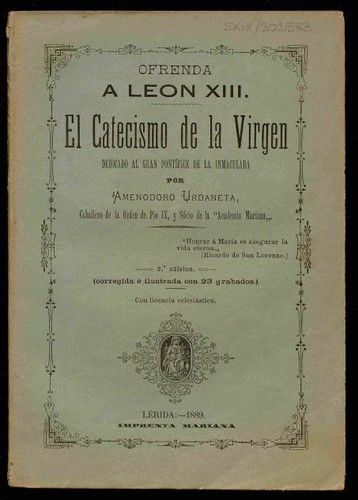 SXIX/302583
OFRENDA
A LEON XIII.
El Catecismo de la Virgen
DEDICADO AL GRAN PONTÍFICE DE LA INMACULADA
POR
AMENODORO URDANETA,
Caballero de la Orden de Pio IX, y Sócio de la "Academia Mariana„.
"Honrar á María es asegurar la
vida eterna.„
(Ricardo de San Lorenzo.)
2.ª edicion.
(corregida é ilustrada con 23 grabados.)
Con licencia eclesiástica.
LÉRIDA:—1889.
IMPRENTA MARIANA